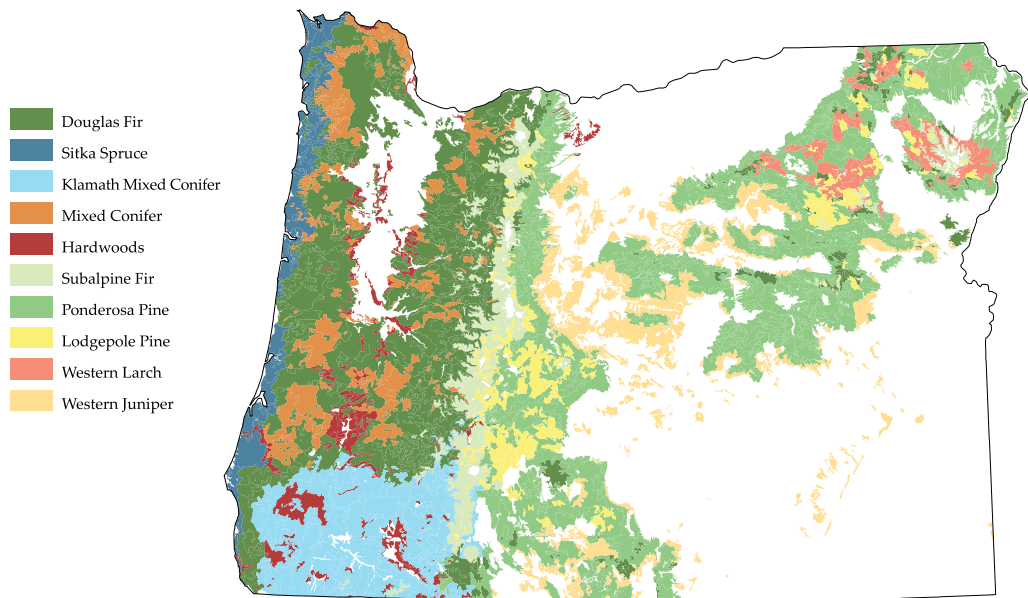 Douglas Fir
Sitka Spruce
Klamath Mixed Conifer
Mixed Conifer
Hardwoods
Subalpine Fir
Ponderosa Pine
Lodgepole Pine
Western Larch
Western Juniper